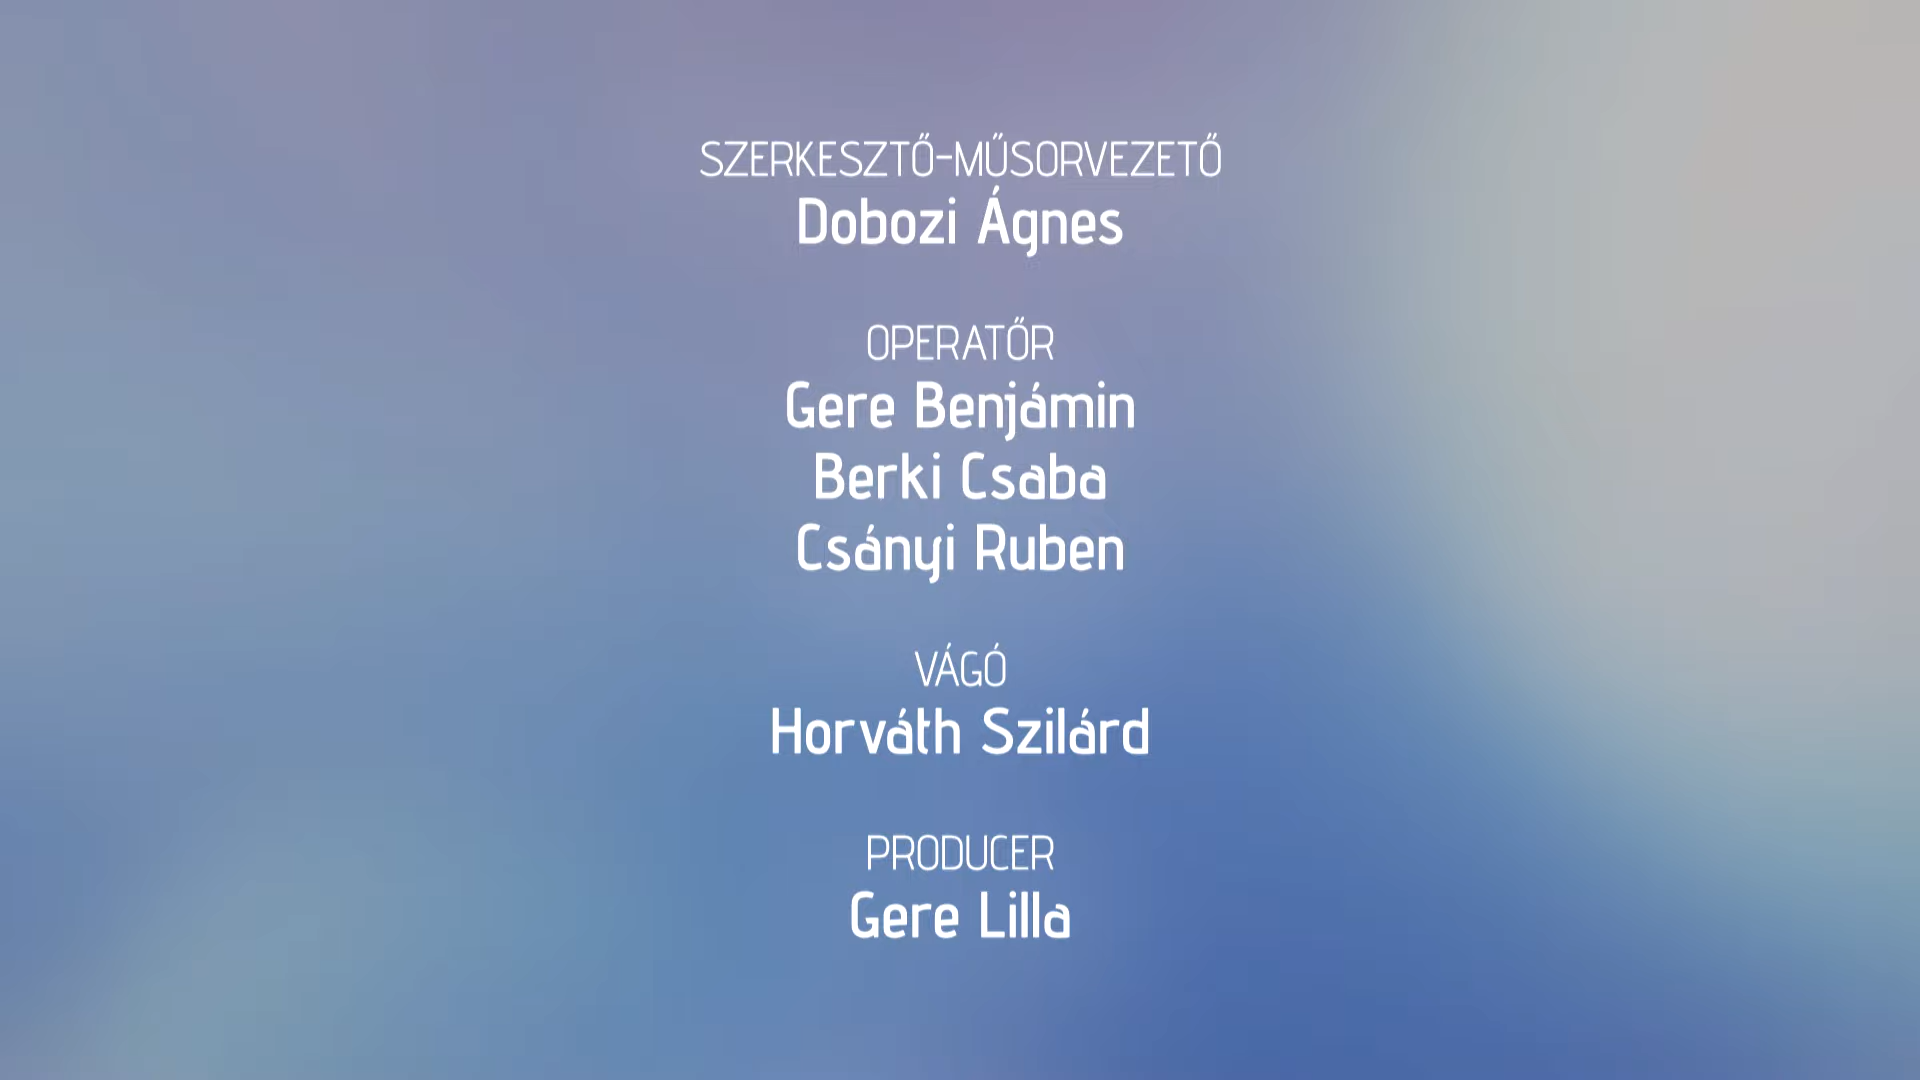 SZERKESZTŐ-MŰSORVEZETŐ
Dobozi Ágnes
OPERATŐR
Gere Benjámin
Berki Csaba
Csányi Ruben
VÁGÓ
Horváth Szilárd
PRODUCER
Gere Lilla